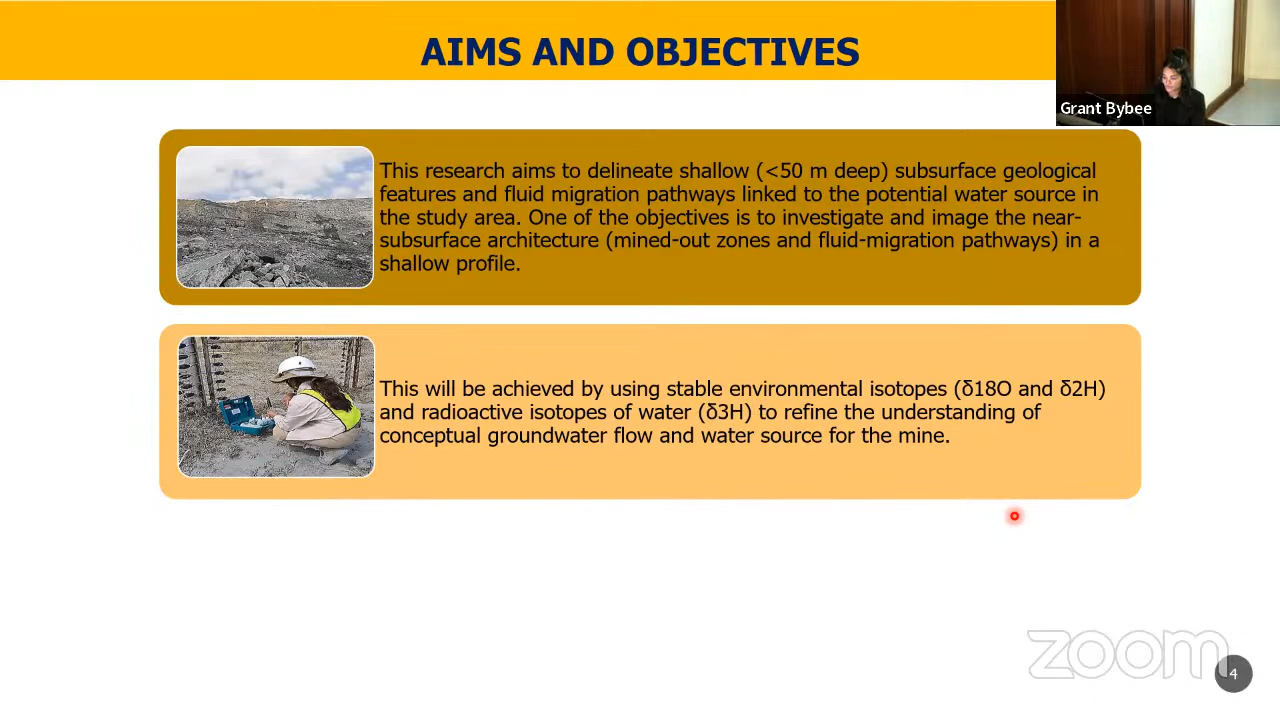 AIMS AND OBJECTIVES
Grant Bybee
This research aims to delineate shallow (<50 m deep) subsurface geological
features and fluid migration pathways linked to the potential water source in
the study area. One of the objectives is to investigate and image the near-
subsurface architecture (mined-out zones and fluid-migration pathways) in a
shallow profile.
This will be achieved by using stable environmental isotopes (δ18O and δ2H)
and radioactive isotopes of water (δ3H) to refine the understanding of
conceptual groundwater flow and water source for the mine.
zoom
4